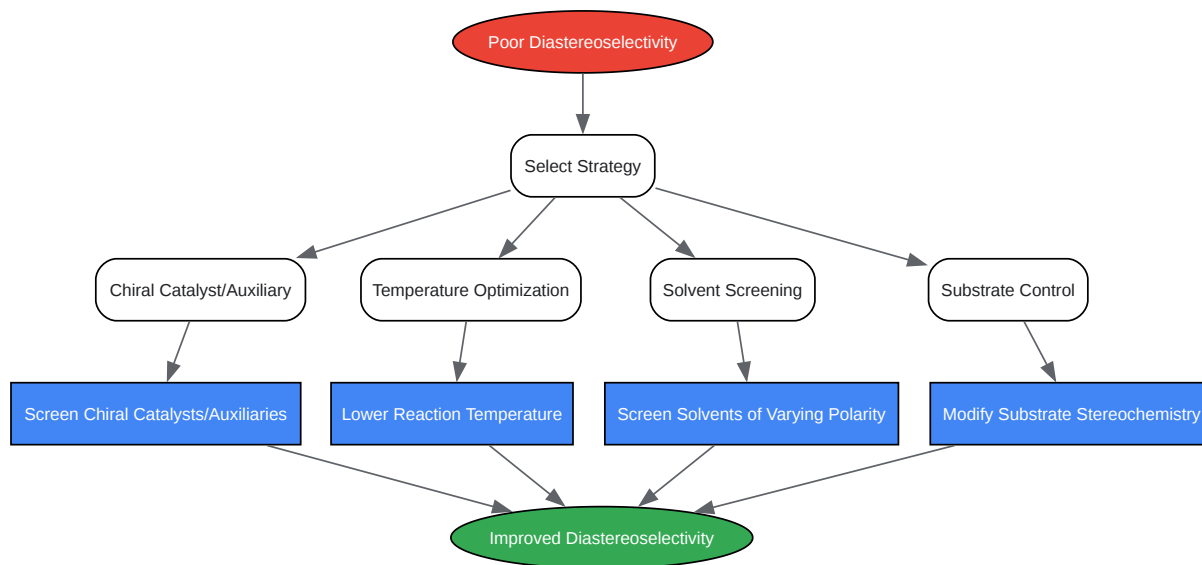 Poor Diastereoselectivity
Select Strategy
Chiral Catalyst/Auxiliary
Temperature Optimization
Solvent Screening
Substrate Control
Screen Chiral Catalysts/Auxiliaries
Lower Reaction Temperature
Screen Solvents of Varying Polarity
Modify Substrate Stereochemistry
Improved Diastereoselectivity